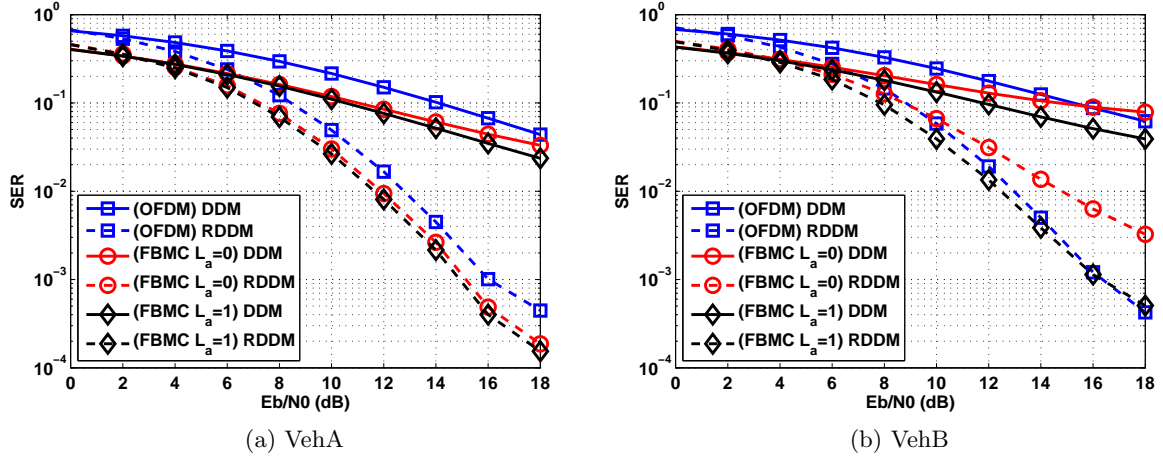 10^0
10^-1
10^-2
10^-3
10^-4
SER
0 2 4 6 8 10 12 14 16 18
Eb/N0 (dB)
(OFDM) DDM
(OFDM) RDDM
(FBMC L_a=0) DDM
(FBMC L_a=0) RDDM
(FBMC L_a=1) DDM
(FBMC L_a=1) RDDM
(a) VehA
10^0
10^-1
10^-2
10^-3
10^-4
SER
0 2 4 6 8 10 12 14 16 18
Eb/N0 (dB)
(OFDM) DDM
(OFDM) RDDM
(FBMC L_a=0) DDM
(FBMC L_a=0) RDDM
(FBMC L_a=1) DDM
(FBMC L_a=1) RDDM
(b) VehB